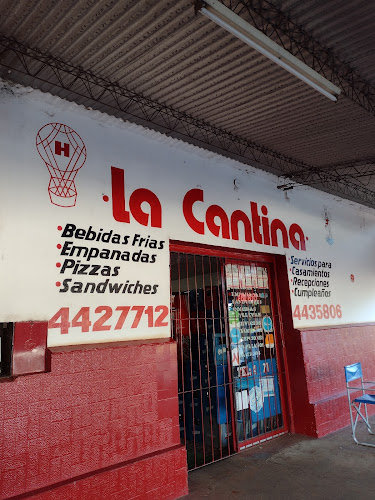 H
·La Cantina·
·Bebidas Frias
·Empanadas
·Pizzas
·Sandwiches
4427712
Servicios para
·Casamientos
·Recepciones
·Cumpleaños
4435806